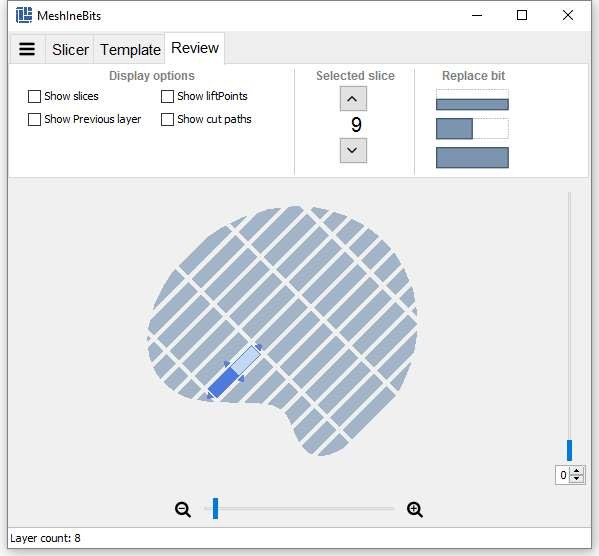 MeshIneBits
Slicer Template Review
Display options Selected slice Replace bit
Show slices Show liftPoints
Show Previous layer Show cut paths
9
0
Layer count: 8